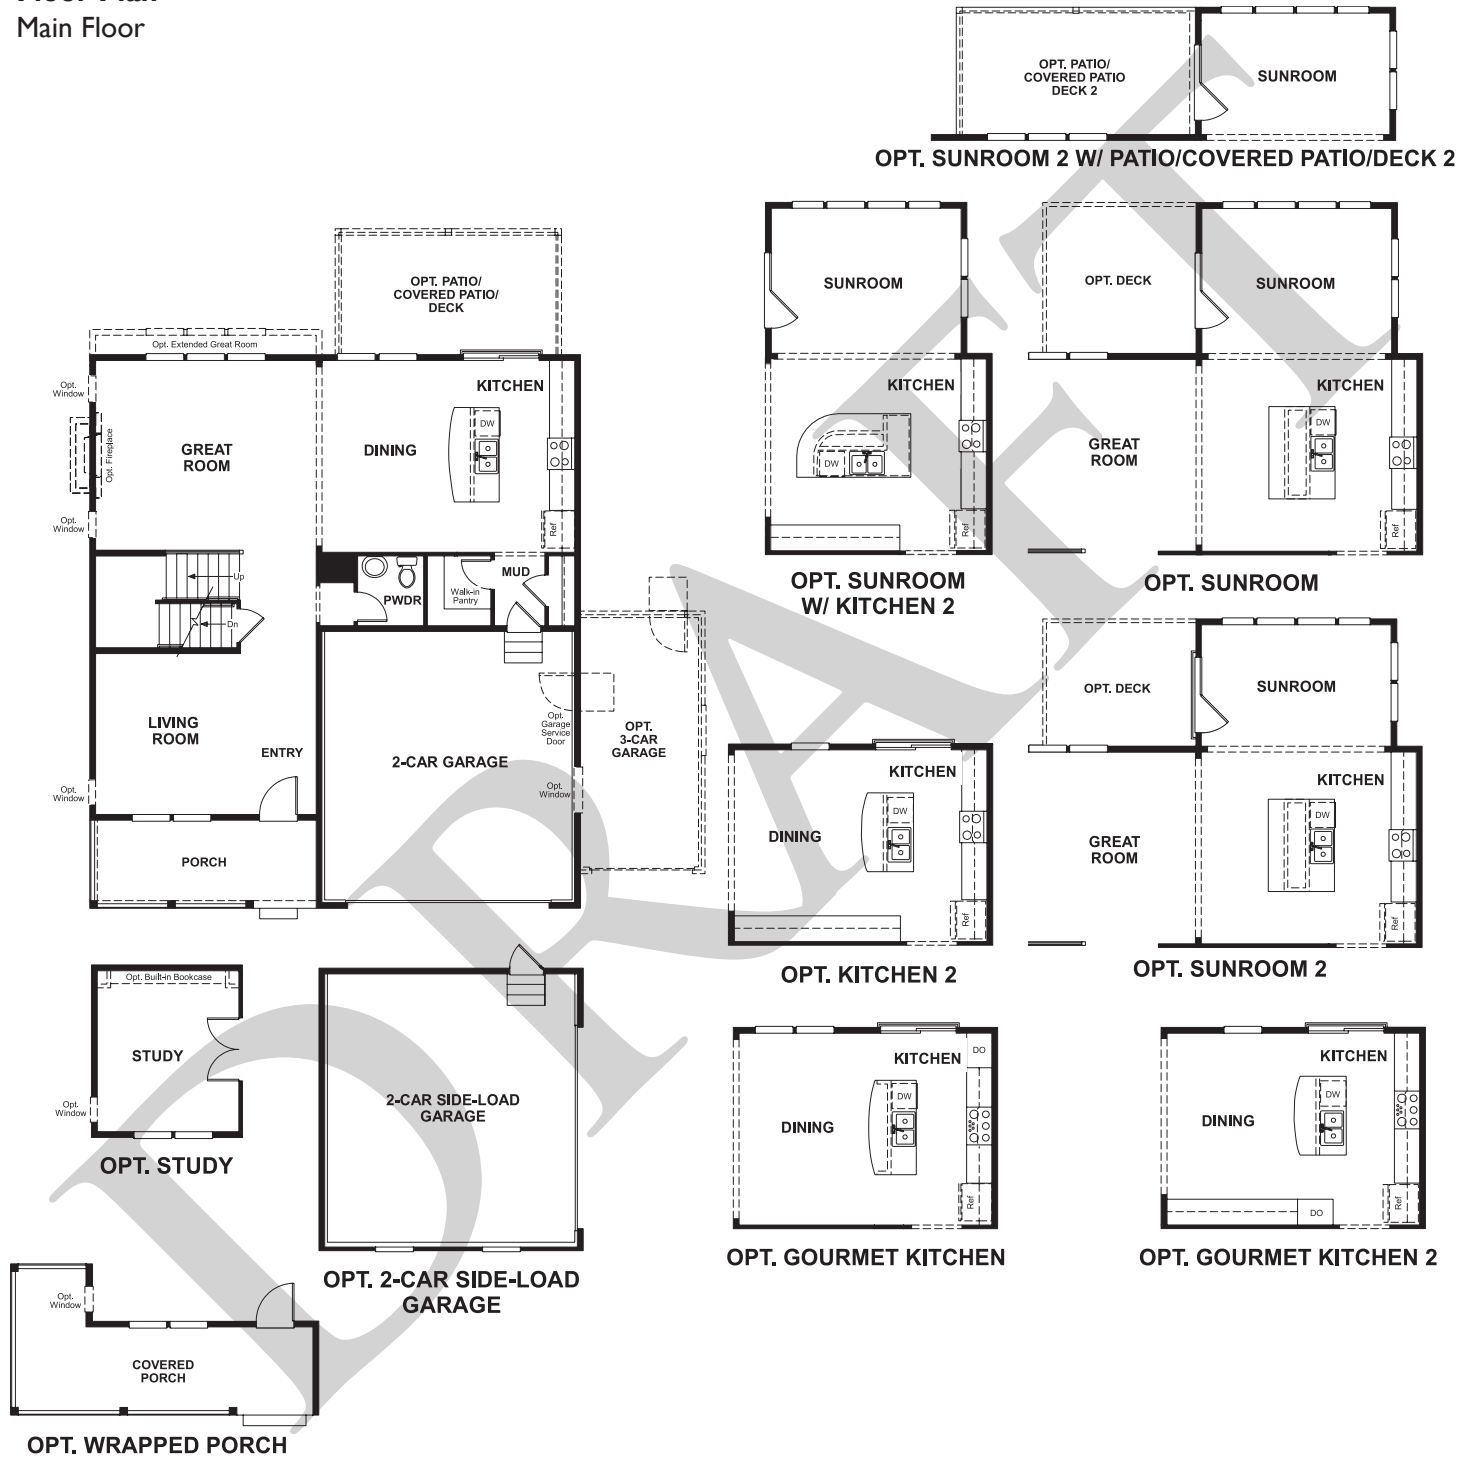 Floor Plan
Main Floor
OPT. PATIO/
COVERED PATIO
DECK 2
SUNROOM
OPT. SUNROOM 2 W/ PATIO/COVERED PATIO/DECK 2
OPT. PATIO/
COVERED PATIO/
DECK
Opt. Extended Great Room
Opt.
Window
Opt. Fireplace
Opt.
Window
GREAT
ROOM
DINING
KITCHEN
DW
Ref
Up
Dn
PWDR
Walk-in
Pantry
MUD
LIVING
ROOM
ENTRY
Opt.
Window
PORCH
2-CAR GARAGE
Opt.
Garage
Service
Door
Opt.
Window
OPT.
3-CAR
GARAGE
SUNROOM
KITCHEN
DW
Ref
OPT. SUNROOM
W/ KITCHEN 2
OPT. DECK
SUNROOM
GREAT
ROOM
KITCHEN
DW
Ref
OPT. SUNROOM
KITCHEN
DINING
DW
Ref
OPT. KITCHEN 2
OPT. DECK
SUNROOM
GREAT
ROOM
KITCHEN
DW
Ref
OPT. SUNROOM 2
Opt. Built-in Bookcase
STUDY
Opt.
Window
OPT. STUDY
2-CAR SIDE-LOAD
GARAGE
OPT. 2-CAR SIDE-LOAD
GARAGE
KITCHEN
DO
DW
DINING
Ref
OPT. GOURMET KITCHEN
KITCHEN
DW
DINING
Ref
DO
OPT. GOURMET KITCHEN 2
Opt.
Window
COVERED
PORCH
OPT. WRAPPED PORCH
DRAFT